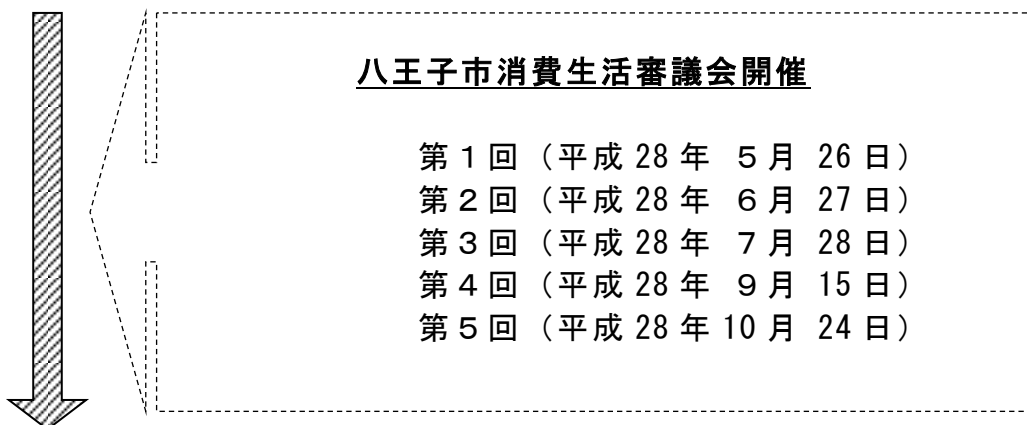 八王子市消費生活審議会開催
第１回（平成 28 年　５月　26 日）
第２回（平成 28 年　６月　27 日）
第３回（平成 28 年　７月　28 日）
第４回（平成 28 年　９月　15 日）
第５回（平成 28 年 10 月　24 日）